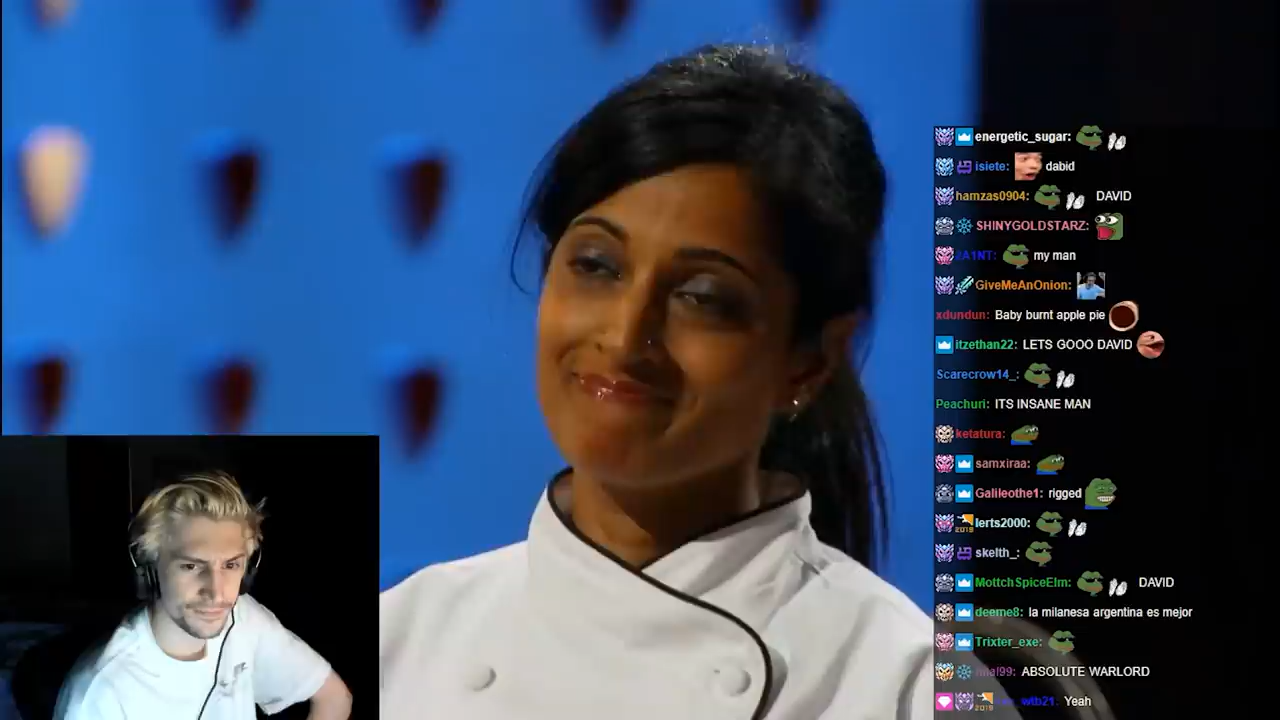 energetic_sugar:
isiete: dabid
hamzas0904: DAVID
SHINYGOLDSTARZ:
2A1NT: my man
GiveMeAnOnion:
xdundun: Baby burnt apple pie
itzethan22: LETS GOOO DAVID
Scarecrow14_:
Peachuri: ITS INSANE MAN
ketatura:
samxiraa:
Galileothe1: rigged
lerts2000:
skelth_:
MottchSpiceElm: DAVID
deeme8: la milanesa argentina es mejor
Trixter_exe:
ABSOLUTE WARLORD
Yeah